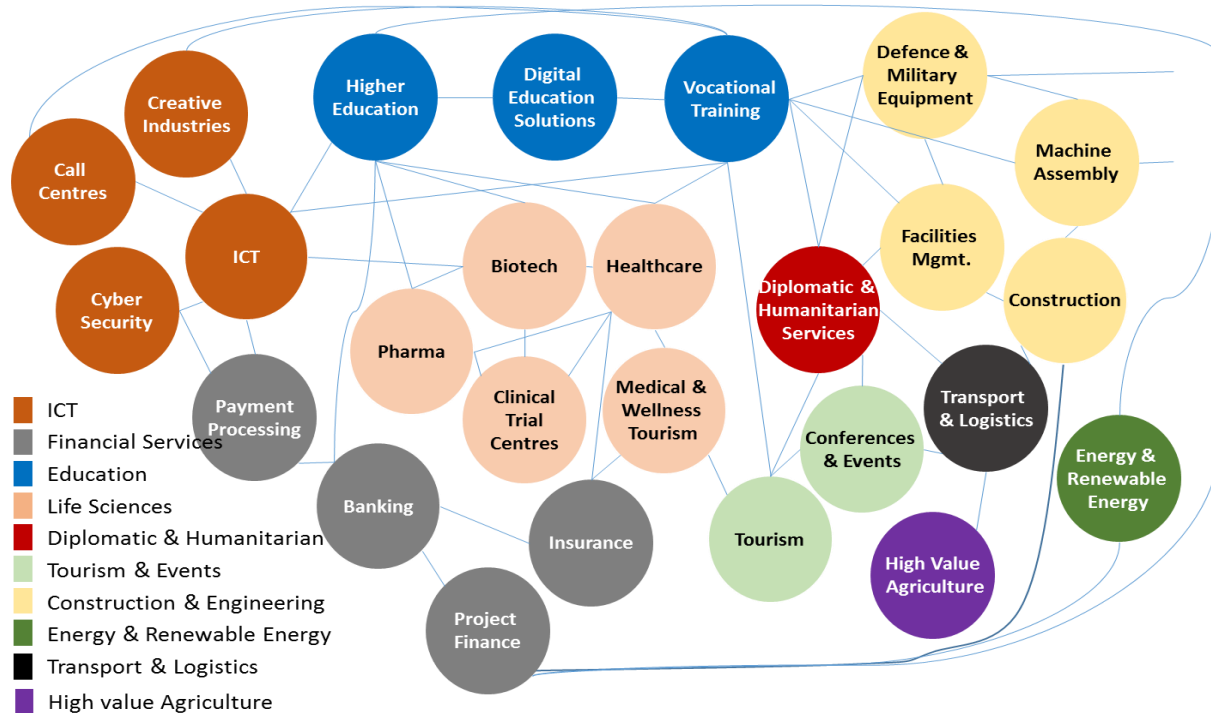 Higher
Education
Digital
Education
Solutions
Vocational
Training
Defence &
Military
Equipment
Creative
Industries
Call
Centres
Machine
Assembly
ICT
Biotech
Healthcare
Facilities
Mgmt.
Cyber
Security
Diplomatic &
Humanitarian
Services
Construction
Pharma
Payment
Processing
Clinical
Trial
Centres
Medical &
Wellness
Tourism
Conferences
& Events
Transport
& Logistics
Energy &
Renewable
Energy
Banking
Insurance
Tourism
High Value
Agriculture
Project
Finance
ICT
Financial Services
Education
Life Sciences
Diplomatic & Humanitarian
Tourism & Events
Construction & Engineering
Energy & Renewable Energy
Transport & Logistics
High value Agriculture